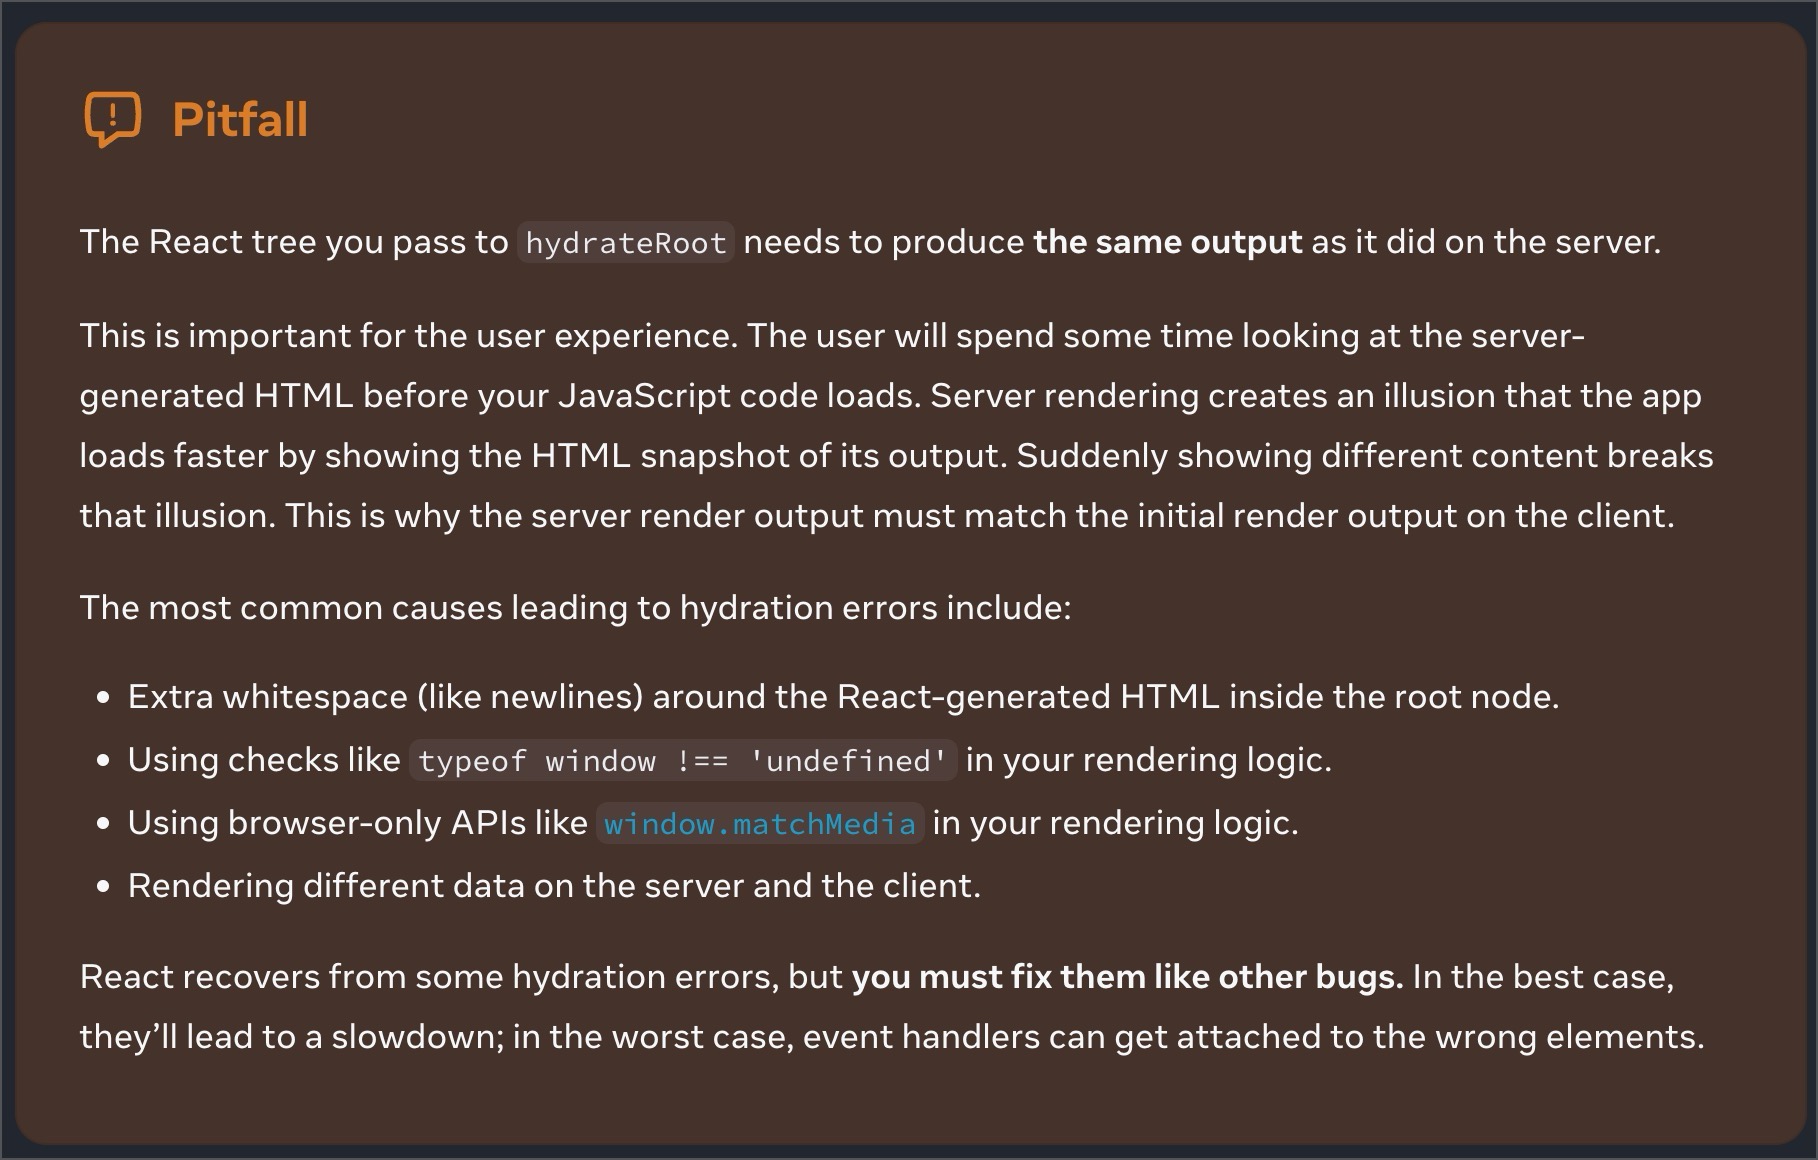 Pitfall
The React tree you pass to hydrateRoot needs to produce the same output as it did on the server.
This is important for the user experience. The user will spend some time looking at the server-
generated HTML before your JavaScript code loads. Server rendering creates an illusion that the app
loads faster by showing the HTML snapshot of its output. Suddenly showing different content breaks
that illusion. This is why the server render output must match the initial render output on the client.
The most common causes leading to hydration errors include:
• Extra whitespace (like newlines) around the React-generated HTML inside the root node.
• Using checks like typeof window !== 'undefined' in your rendering logic.
• Using browser-only APIs like window.matchMedia in your rendering logic.
• Rendering different data on the server and the client.
React recovers from some hydration errors, but you must fix them like other bugs. In the best case,
they’ll lead to a slowdown; in the worst case, event handlers can get attached to the wrong elements.